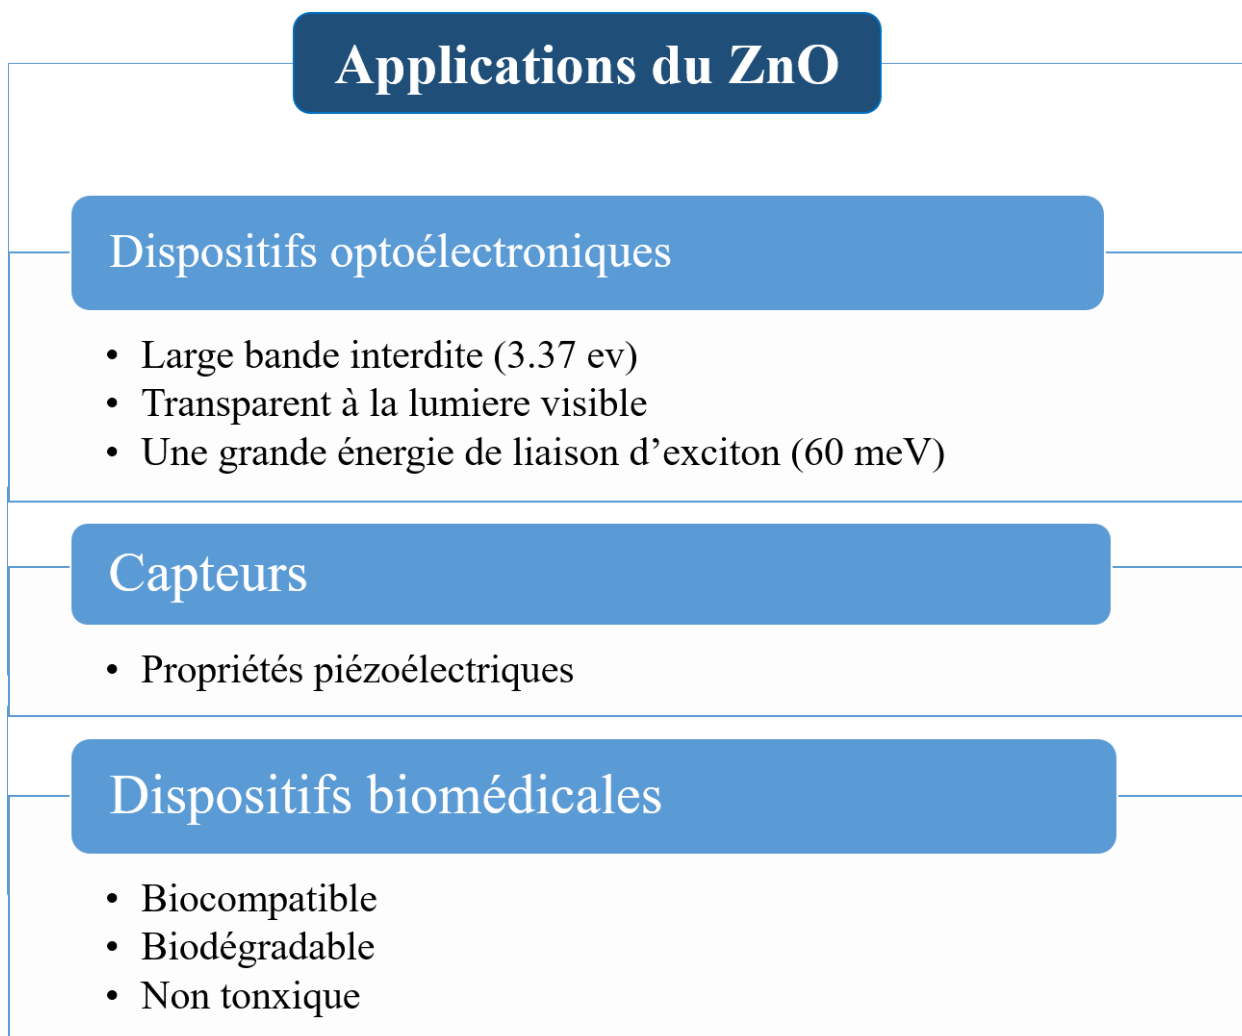 Applications du ZnO
Dispositifs optoélectroniques
• Large bande interdite (3.37 ev)
• Transparent à la lumiere visible
• Une grande énergie de liaison d’exciton (60 meV)
Capteurs
• Propriétés piézoélectriques
Dispositifs biomédicales
• Biocompatible
• Biodégradable
• Non tonxique